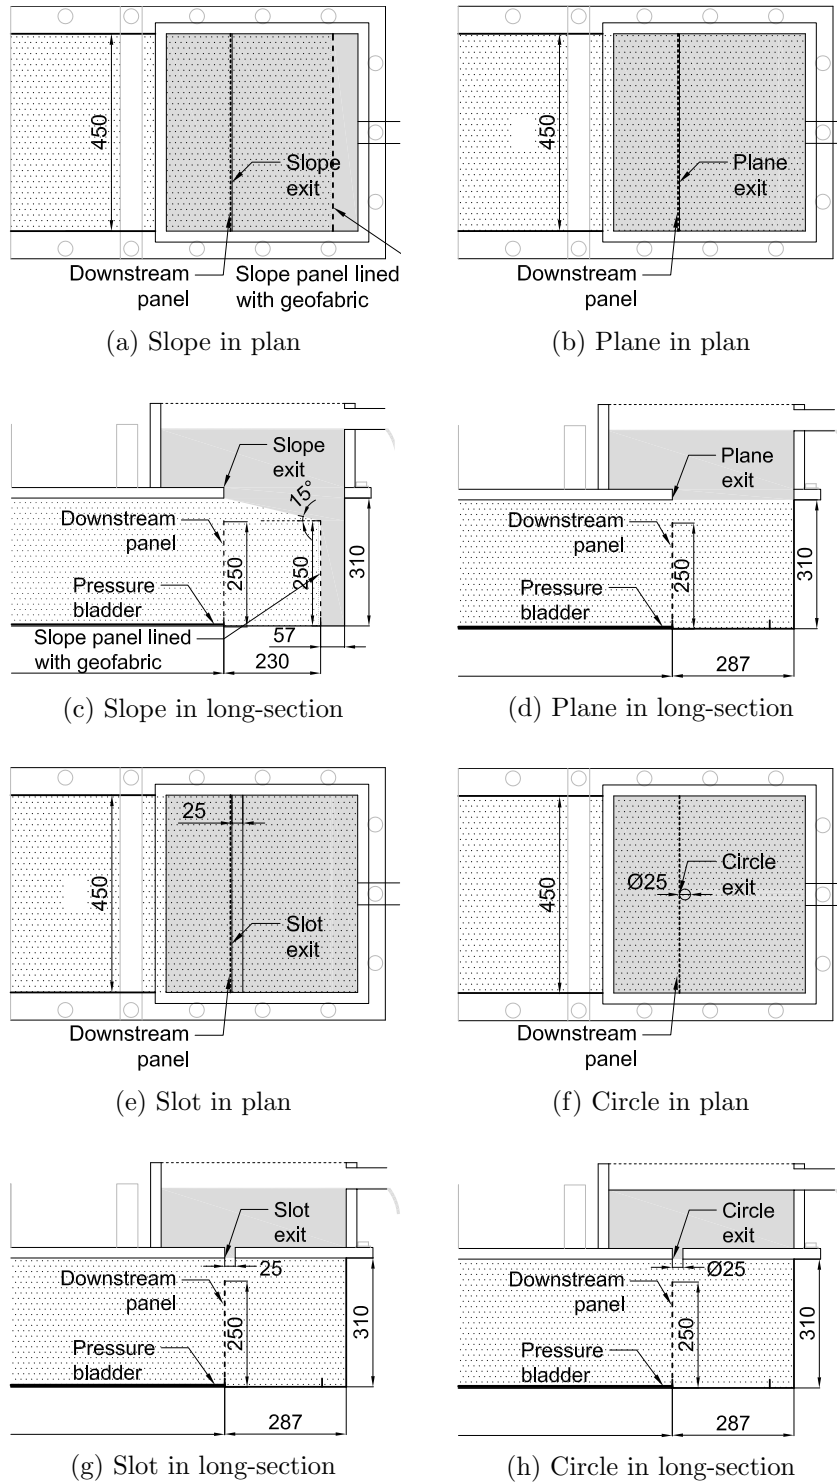 450
Slope
exit
Downstream
panel
Slope panel lined
with geofabric
(a) Slope in plan
450
Plane
exit
Downstream
panel
(b) Plane in plan
Slope
exit
15°
Downstream
panel
250
250
310
Pressure
bladder
Slope panel lined
with geofabric
57
230
(c) Slope in long-section
Plane
exit
Downstream
panel
250
310
Pressure
bladder
287
(d) Plane in long-section
25
450
Slot
exit
Downstream
panel
(e) Slot in plan
450
Circle
exit
Ø25
Downstream
panel
(f) Circle in plan
Slot
exit
25
Downstream
panel
250
310
Pressure
bladder
287
(g) Slot in long-section
Circle
exit
Ø25
Downstream
panel
250
310
Pressure
bladder
287
(h) Circle in long-section